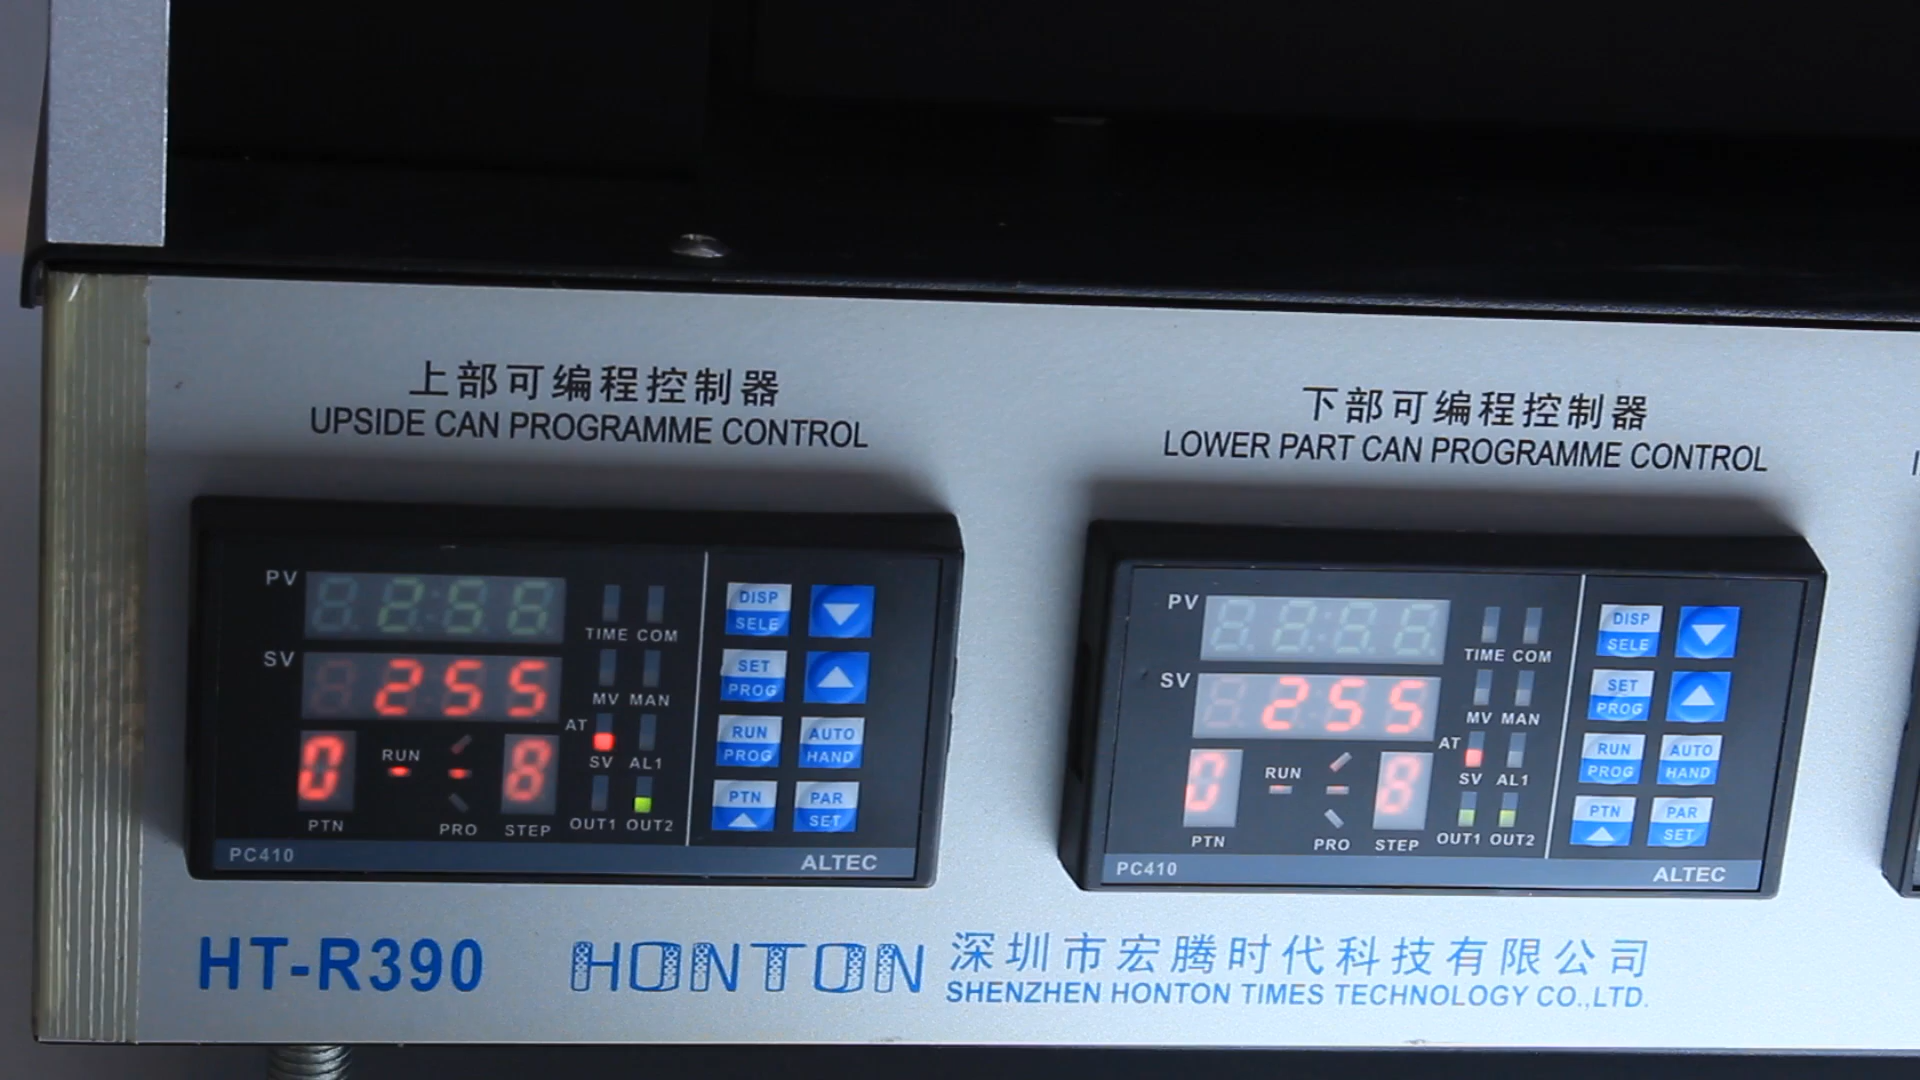 上部可编程控制器
UPSIDE CAN PROGRAMME CONTROL
下部可编程控制器
LOWER PART CAN PROGRAMME CONTROL
PV
TIME COM
SV 255
MV MAN
AT
SV AL1
0 RUN 8
PTN PRO STEP OUT1 OUT2
DISP SELE
SET PROG
RUN PROG
AUTO HAND
PTN
PAR SET
PC410 ALTEC
PV
TIME COM
SV 255
MV MAN
AT
SV AL1
0 RUN 8
PTN PRO STEP OUT1 OUT2
DISP SELE
SET PROG
RUN PROG
AUTO HAND
PTN
PAR SET
PC410 ALTEC
HT-R390 HONTON
深圳市宏腾时代科技有限公司
SHENZHEN HONTON TIMES TECHNOLOGY CO.,LTD.